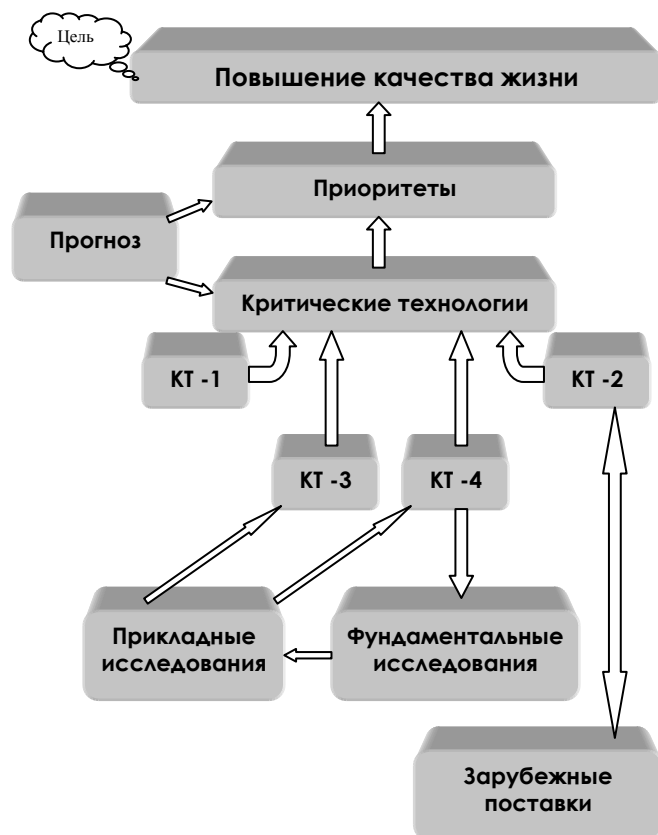 Цель
Повышение качества жизни
Приоритеты
Прогноз
Критические технологии
КТ -1
КТ -2
КТ -3
КТ -4
Прикладные
исследования
Фундаментальные
исследования
Зарубежные
поставки